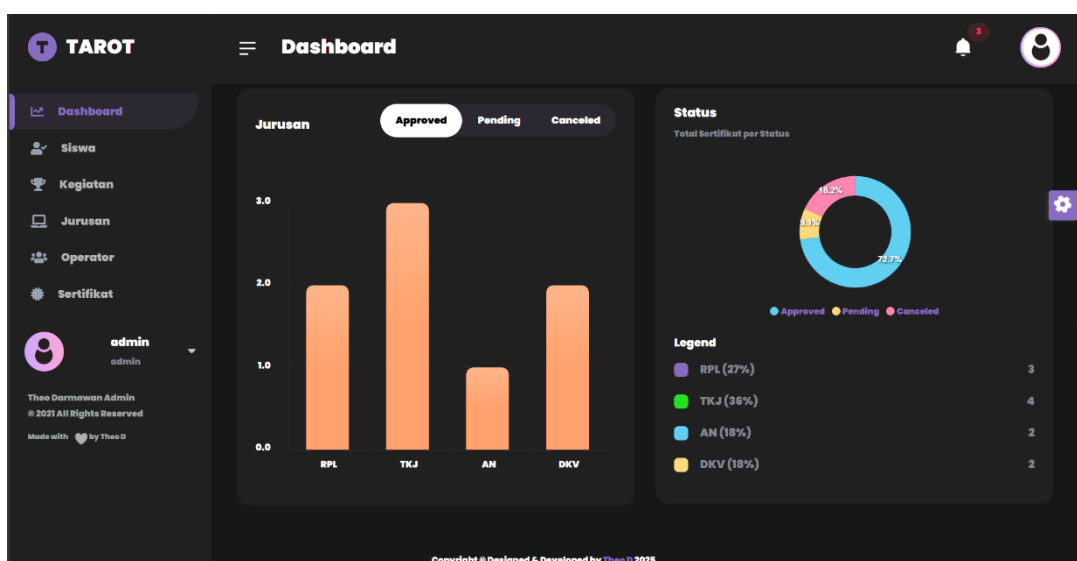 T TAROT
Dashboard
3
Dashboard
Siswa
Kegiatan
Jurusan
Operator
Sertifikat
admin
admin
Theo Darmawan Admin
© 2021 All Rights Reserved
Made with by Theo D
Jurusan
Approved Pending Canceled
3.0
2.0
1.0
0.0
RPL TKJ AN DKV
Status
Total Sertifikat per Status
18.2%
9.1%
72.7%
Approved Pending Canceled
Legend
RPL (27%) 3
TKJ (36%) 4
AN (18%) 2
DKV (18%) 2
Copyright © Designed & Developed by Theo D 2025